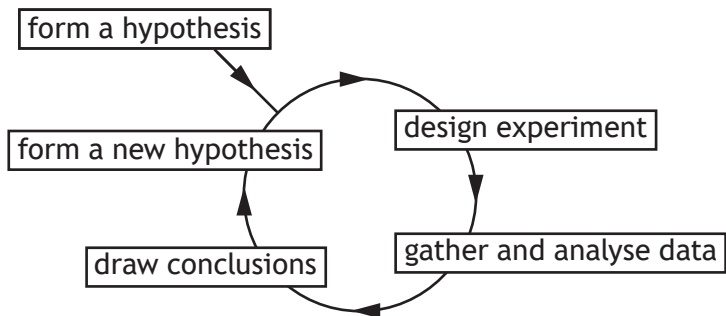 form a hypothesis
design experiment
form a new hypothesis
gather and analyse data
draw conclusions